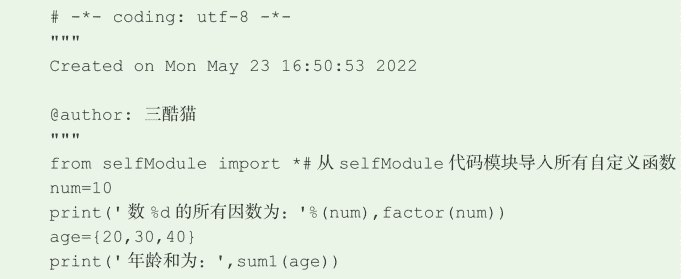 # -*- coding: utf-8 -*-
"""
Created on Mon May 23 16:50:53 2022
@author: 三酷猫
"""
from selfModule import *# 从 selfModule 代码模块导入所有自定义函数
num=10
print(' 数 %d 的所有因数为: '%(num),factor(num))
age={20,30,40}
print(' 年龄和为: ',sum1(age))